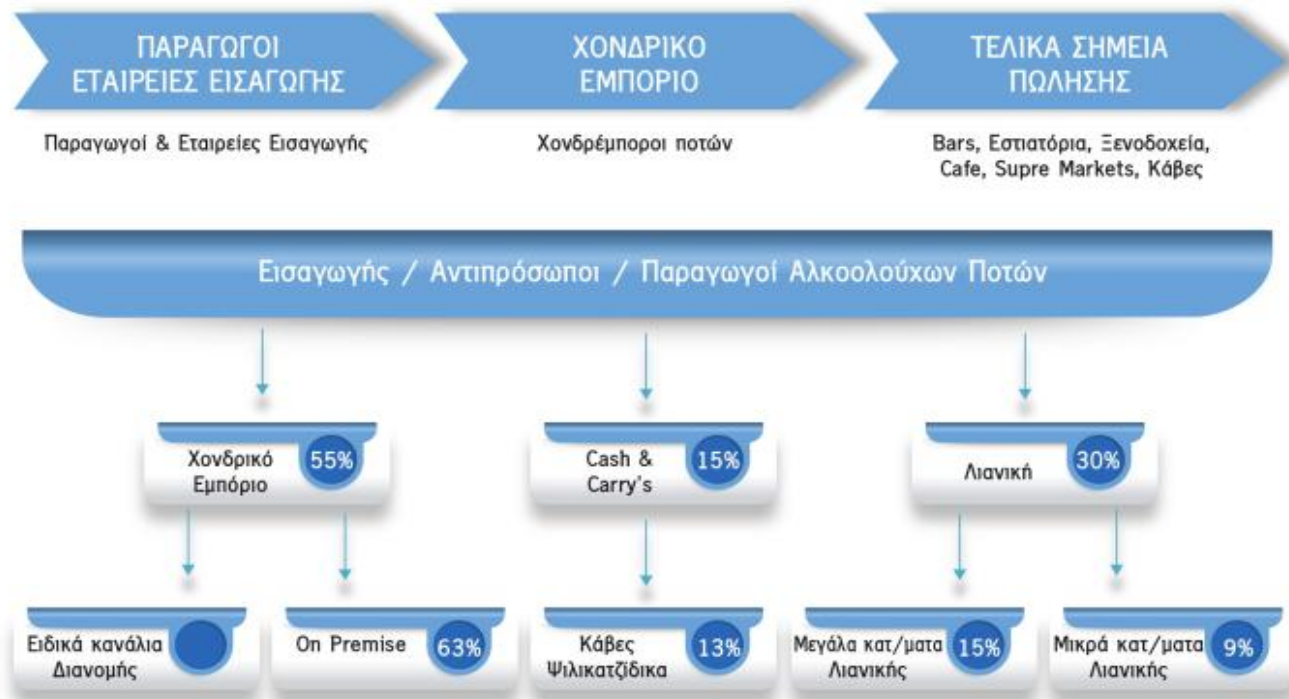 ΠΑΡΑΓΩΓΟΙ
ΕΤΑΙΡΕΙΕΣ ΕΙΣΑΓΩΓΗΣ
ΧΟΝΔΡΙΚΟ
ΕΜΠΟΡΙΟ
ΤΕΛΙΚΑ ΣΗΜΕΙΑ
ΠΩΛΗΣΗΣ
Παραγωγοί & Εταιρείες Εισαγωγής
Χονδρέμποροι ποτών
Bars, Εστιατόρια, Ξενοδοχεία,
Cafe, Supre Markets, Κάβες
Εισαγωγής / Αντιπρόσωποι / Παραγωγοί Αλκοολούχων Ποτών
Χονδρικό
Εμπόριο
55%
Cash &
Carry's
15%
Λιανική
30%
Ειδικά κανάλια
Διανομής
On Premise
63%
Κάβες
Ψιλικατζίδικα
13%
Μεγάλα κατ/ματα
Λιανικής
15%
Μικρά κατ/ματα
Λιανικής
9%